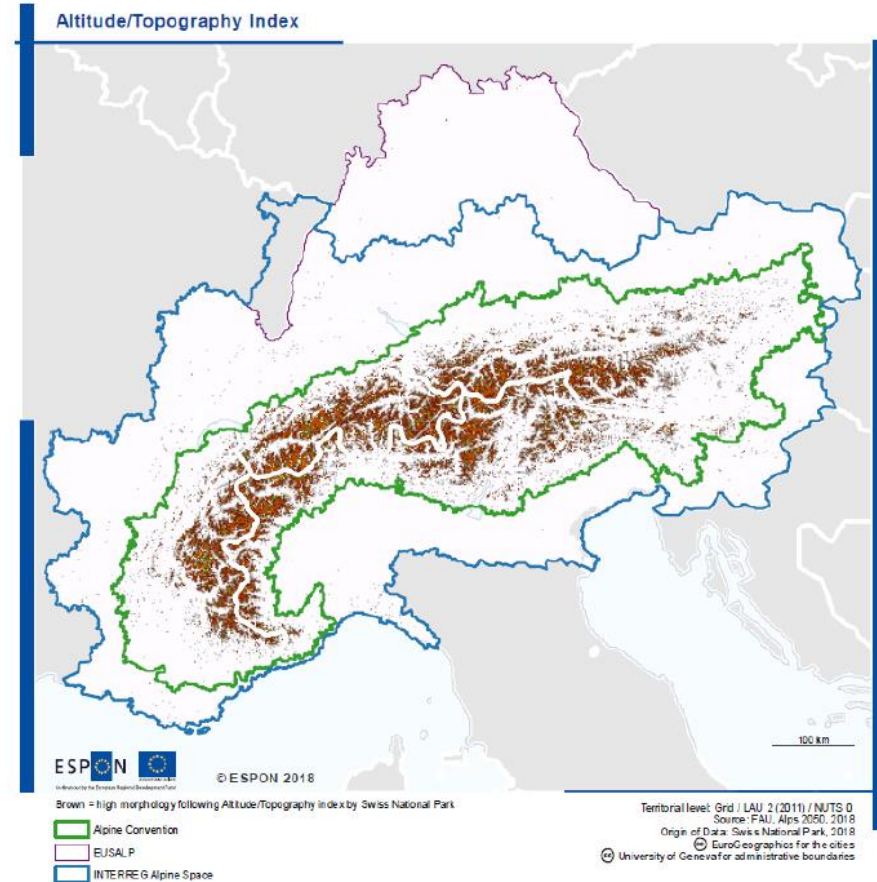 Altitude/Topography Index
100 km
ESPON
© ESPON 2018
Brown = high morphology following Altitude/Topography index by Swiss National Park
Alpine Convention
EUSALP
INTERREG Alpine Space
Territorial level: Grid / LAU 2 (2011) / NUTS 0
Source: FAU, Alps 2050, 2018
Origin of Data: Swiss National Park, 2018
EuroGeographics for the cities
University of Geneva for administrative boundaries